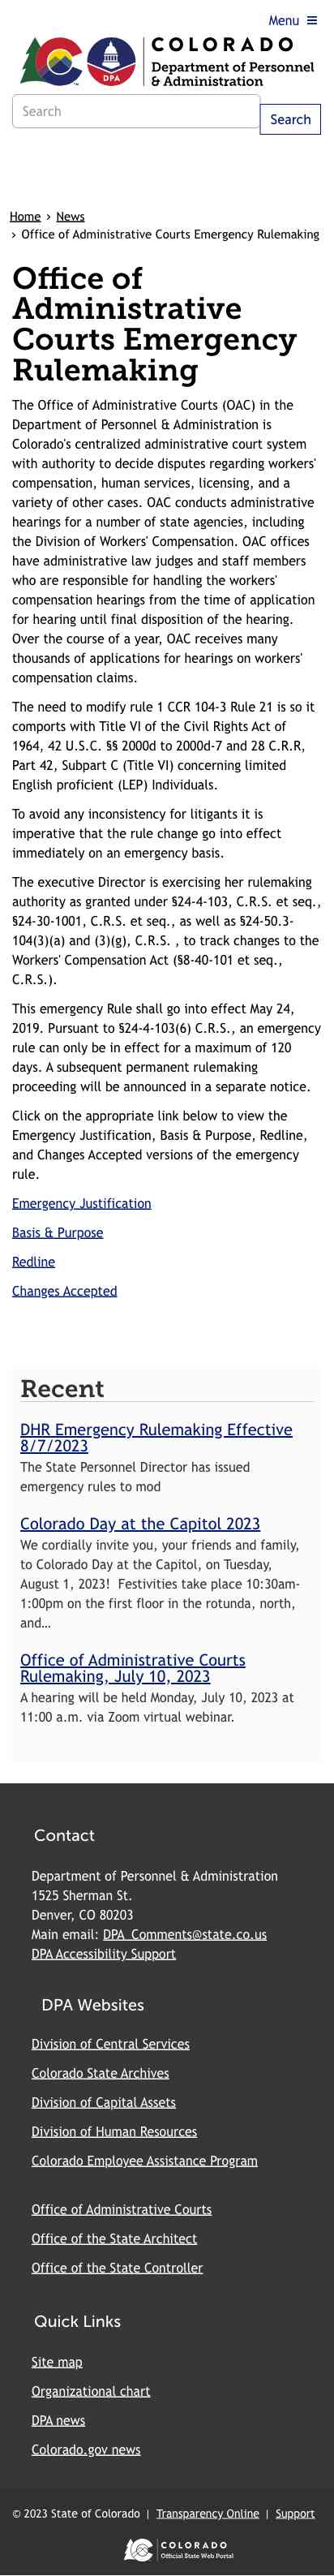 Menu ≡
COLORADO
Department of Personnel
& Administration
DPA
Search
Search
Home › News
› Office of Administrative Courts Emergency Rulemaking
Office of
Administrative
Courts Emergency
Rulemaking
The Office of Administrative Courts (OAC) in the
Department of Personnel & Administration is
Colorado's centralized administrative court system
with authority to decide disputes regarding workers'
compensation, human services, licensing, and a
variety of other cases. OAC conducts administrative
hearings for a number of state agencies, including
the Division of Workers' Compensation. OAC offices
have administrative law judges and staff members
who are responsible for handling the workers'
compensation hearings from the time of application
for hearing until final disposition of the hearing.
Over the course of a year, OAC receives many
thousands of applications for hearings on workers'
compensation claims.
The need to modify rule 1 CCR 104-3 Rule 21 is so it
comports with Title VI of the Civil Rights Act of
1964, 42 U.S.C. §§ 2000d to 2000d-7 and 28 C.R.R,
Part 42, Subpart C (Title VI) concerning limited
English proficient (LEP) Individuals.
To avoid any inconsistency for litigants it is
imperative that the rule change go into effect
immediately on an emergency basis.
The executive Director is exercising her rulemaking
authority as granted under §24-4-103, C.R.S. et seq.,
§24-30-1001, C.R.S. et seq., as well as §24-50.3-
104(3)(a) and (3)(g), C.R.S. , to track changes to the
Workers' Compensation Act (§8-40-101 et seq.,
C.R.S.).
This emergency Rule shall go into effect May 24,
2019. Pursuant to §24-4-103(6) C.R.S., an emergency
rule can only be in effect for a maximum of 120
days. A subsequent permanent rulemaking
proceeding will be announced in a separate notice.
Click on the appropriate link below to view the
Emergency Justification, Basis & Purpose, Redline,
and Changes Accepted versions of the emergency
rule.
Emergency Justification
Basis & Purpose
Redline
Changes Accepted
Recent
DHR Emergency Rulemaking Effective
8/7/2023
The State Personnel Director has issued
emergency rules to mod
Colorado Day at the Capitol 2023
We cordially invite you, your friends and family,
to Colorado Day at the Capitol, on Tuesday,
August 1, 2023!  Festivities take place 10:30am-
1:00pm on the first floor in the rotunda, north,
and...
Office of Administrative Courts
Rulemaking, July 10, 2023
A hearing will be held Monday, July 10, 2023 at
11:00 a.m. via Zoom virtual webinar.
Contact
Department of Personnel & Administration
1525 Sherman St.
Denver, CO 80203
Main email: DPA_Comments@state.co.us
DPA Accessibility Support
DPA Websites
Division of Central Services
Colorado State Archives
Division of Capital Assets
Division of Human Resources
Colorado Employee Assistance Program
Office of Administrative Courts
Office of the State Architect
Office of the State Controller
Quick Links
Site map
Organizational chart
DPA news
Colorado.gov news
© 2023 State of Colorado | Transparency Online | Support
COLORADO
Official State Web Portal